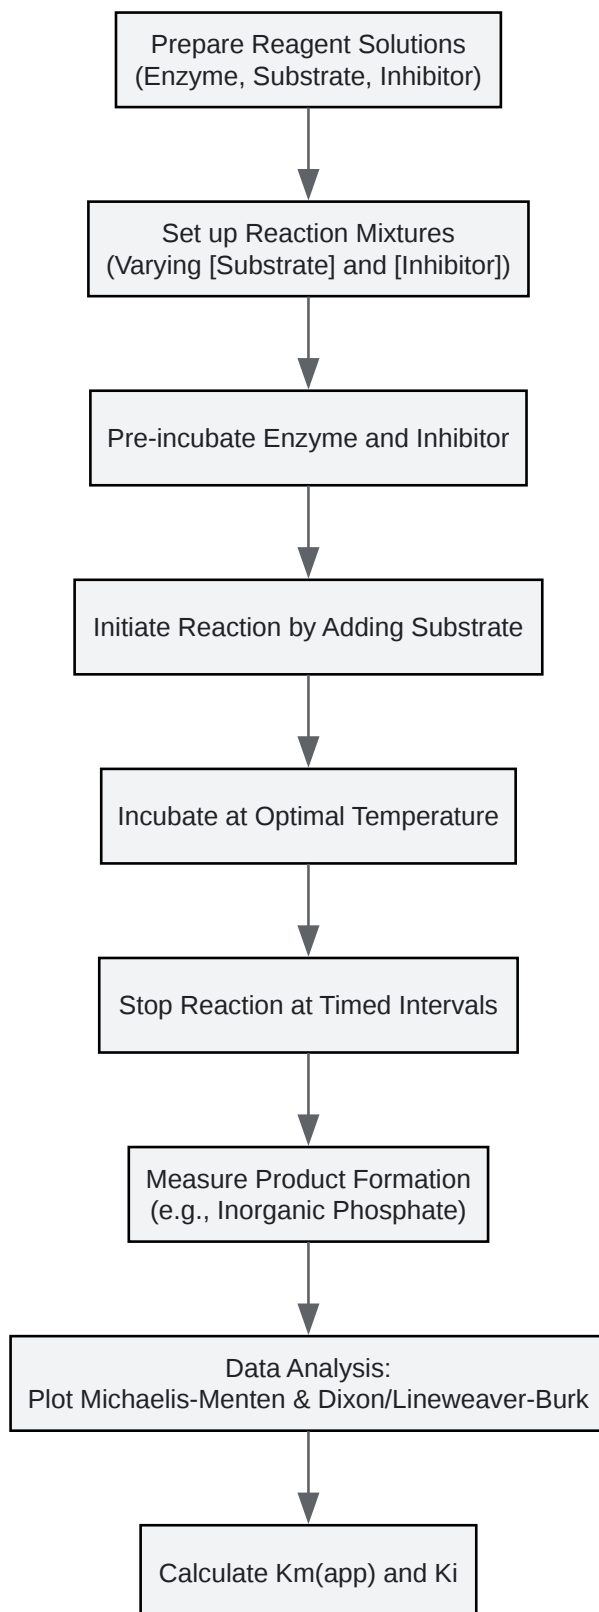 Prepare Reagent Solutions
(Enzyme, Substrate, Inhibitor)
Set up Reaction Mixtures
(Varying [Substrate] and [Inhibitor])
Pre-incubate Enzyme and Inhibitor
Initiate Reaction by Adding Substrate
Incubate at Optimal Temperature
Stop Reaction at Timed Intervals
Measure Product Formation
(e.g., Inorganic Phosphate)
Data Analysis:
Plot Michaelis-Menten & Dixon/Lineweaver-Burk
Calculate Km(app) and Ki